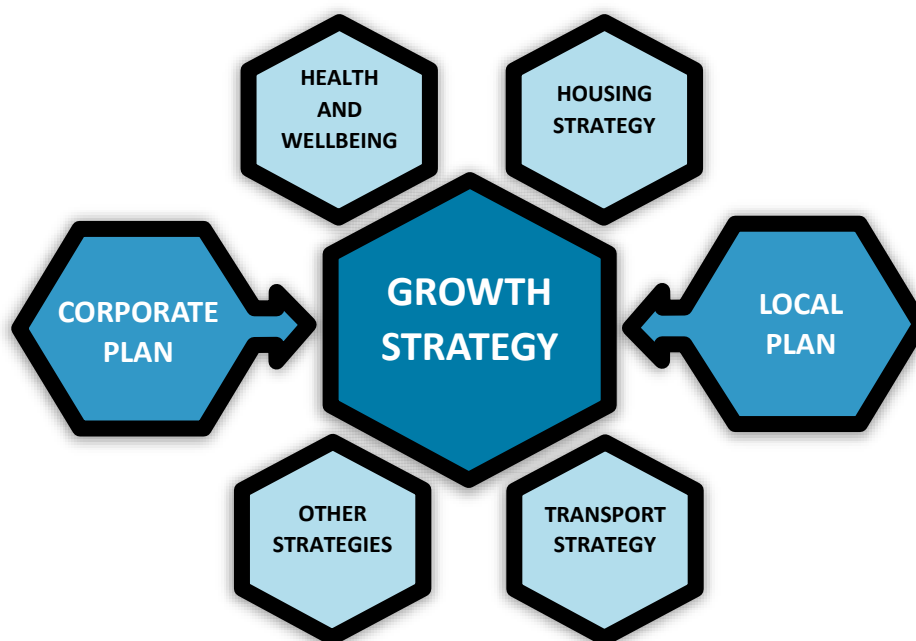 HEALTH
AND
WELLBEING
HOUSING
STRATEGY
CORPORATE
PLAN
GROWTH
STRATEGY
LOCAL
PLAN
OTHER
STRATEGIES
TRANSPORT
STRATEGY